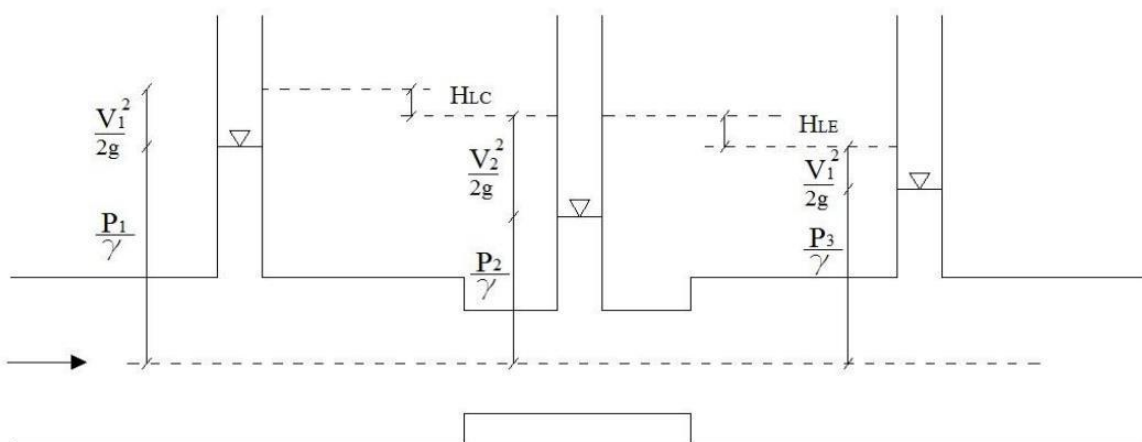 V₁²
2g
P₁
γ
HLC
V₂²
2g
P₂
γ
HLE
V₁²
2g
P₃
γ